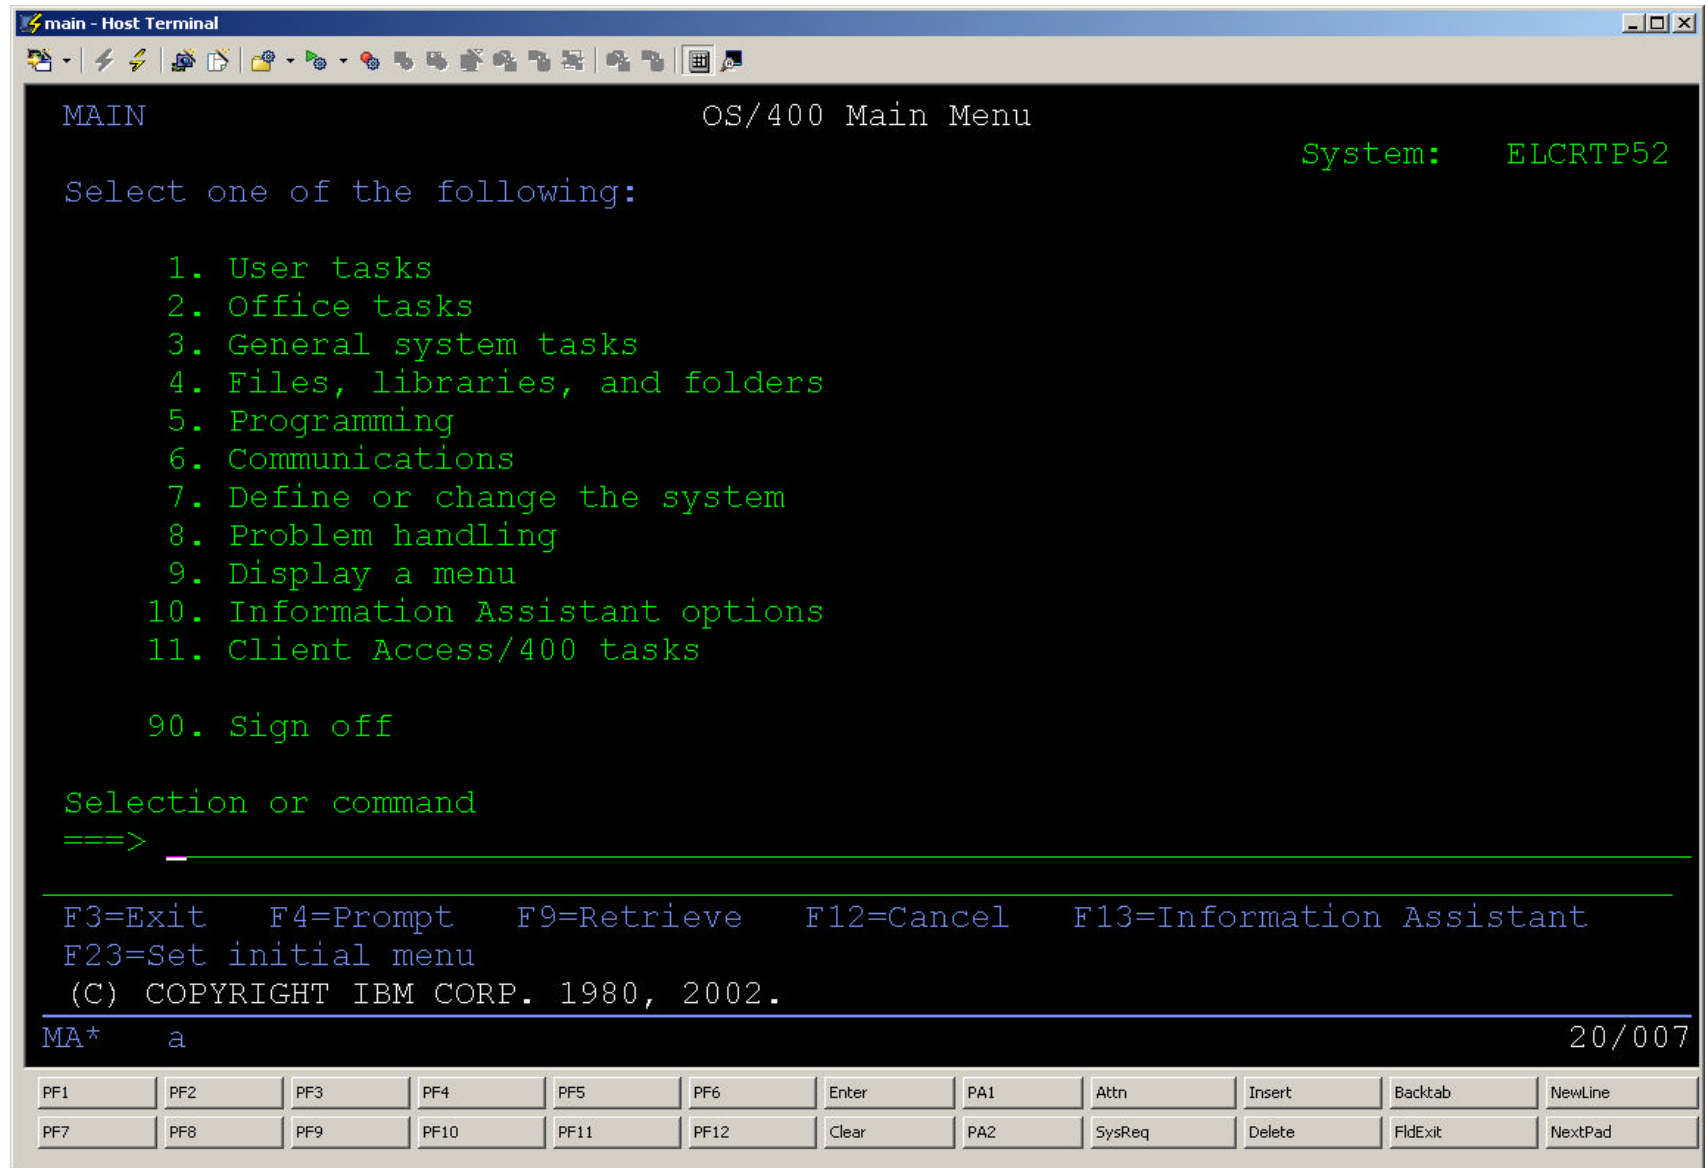 main - Host Terminal
MAIN OS/400 Main Menu
System: ELCRTP52
Select one of the following:
1. User tasks
2. Office tasks
3. General system tasks
4. Files, libraries, and folders
5. Programming
6. Communications
7. Define or change the system
8. Problem handling
9. Display a menu
10. Information Assistant options
11. Client Access/400 tasks
90. Sign off
Selection or command
===>
F3=Exit F4=Prompt F9=Retrieve F12=Cancel F13=Information Assistant
F23=Set initial menu
(C) COPYRIGHT IBM CORP. 1980, 2002.
MA* a 20/007
PF1 PF2 PF3 PF4 PF5 PF6 Enter PA1 Attn Insert Backtab NewLine
PF7 PF8 PF9 PF10 PF11 PF12 Clear PA2 SysReq Delete FldExit NextPad